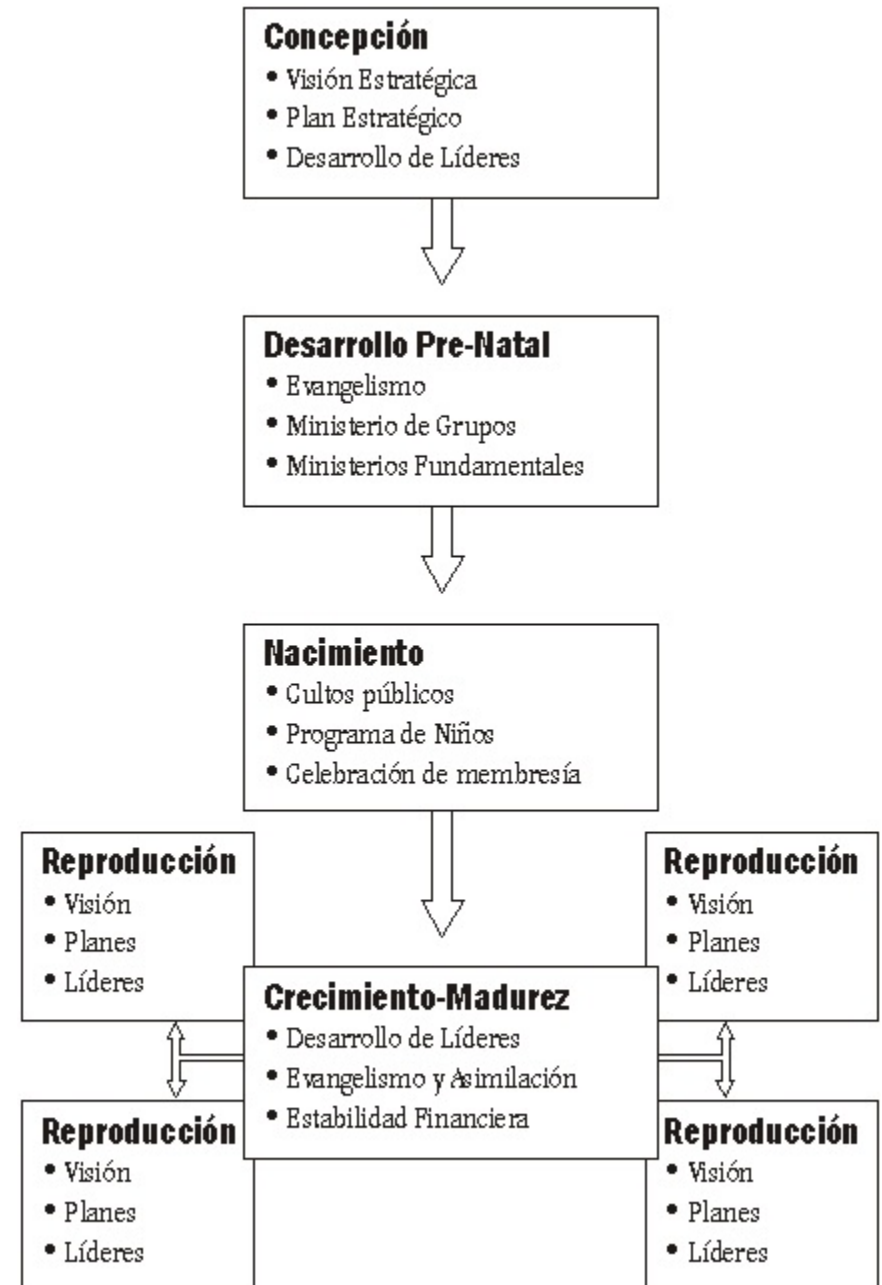 Concepción
• Visión Estratégica
• Plan Estratégico
• Desarrollo de Líderes
Desarrollo Pre-Natal
• Evangelismo
• Ministerio de Grupos
• Ministerios Fundamentales
Nacimiento
• Cultos públicos
• Programa de Niños
• Celebración de membresía
Reproducción
• Visión
• Planes
• Líderes
Reproducción
• Visión
• Planes
• Líderes
Crecimiento-Madurez
• Desarrollo de Líderes
• Evangelismo y Asimilación
• Estabilidad Financiera
Reproducción
• Visión
• Planes
• Líderes
Reproducción
• Visión
• Planes
• Líderes